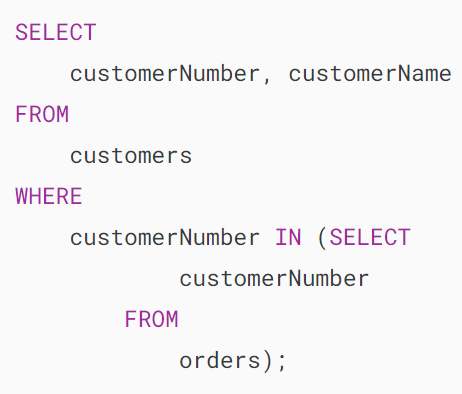 SELECT
    customerNumber, customerName
FROM
    customers
WHERE
    customerNumber IN (SELECT
            customerNumber
        FROM
            orders);